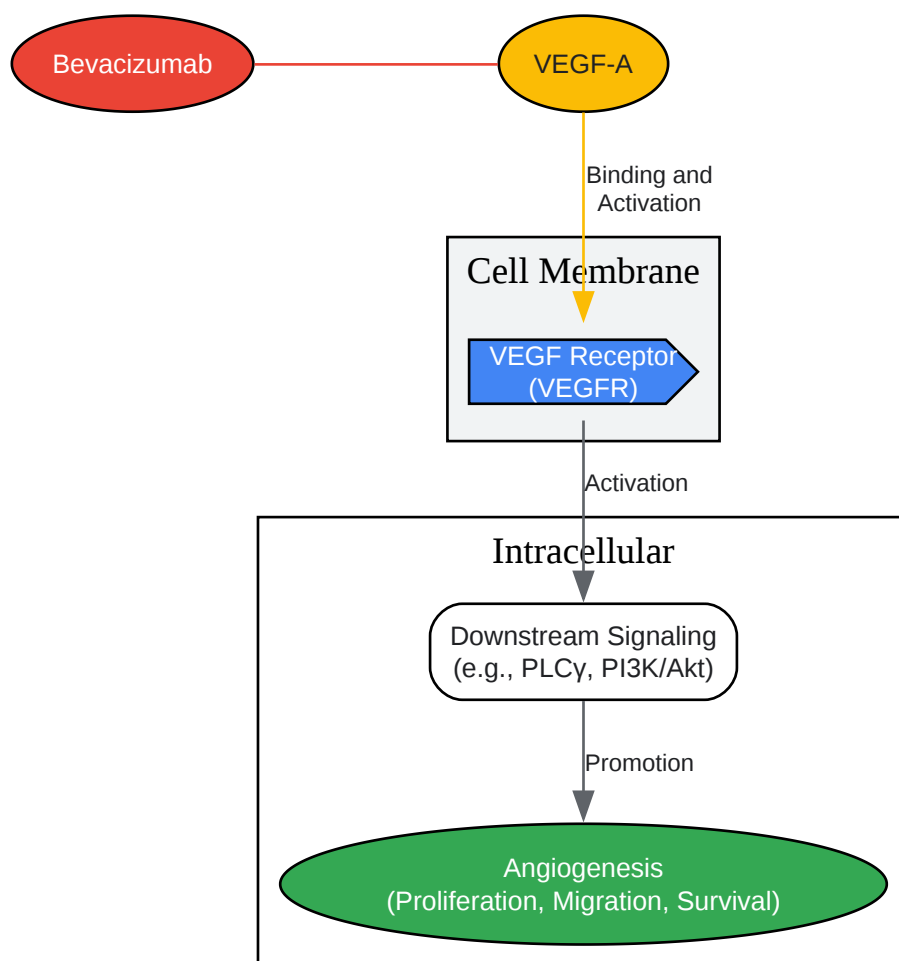 Bevacizumab
VEGF-A
Binding and
Activation
Cell Membrane
VEGF Receptor
(VEGFR)
Activation
Intracellular
Downstream Signaling
(e.g., PLCγ, PI3K/Akt)
Promotion
Angiogenesis
(Proliferation, Migration, Survival)